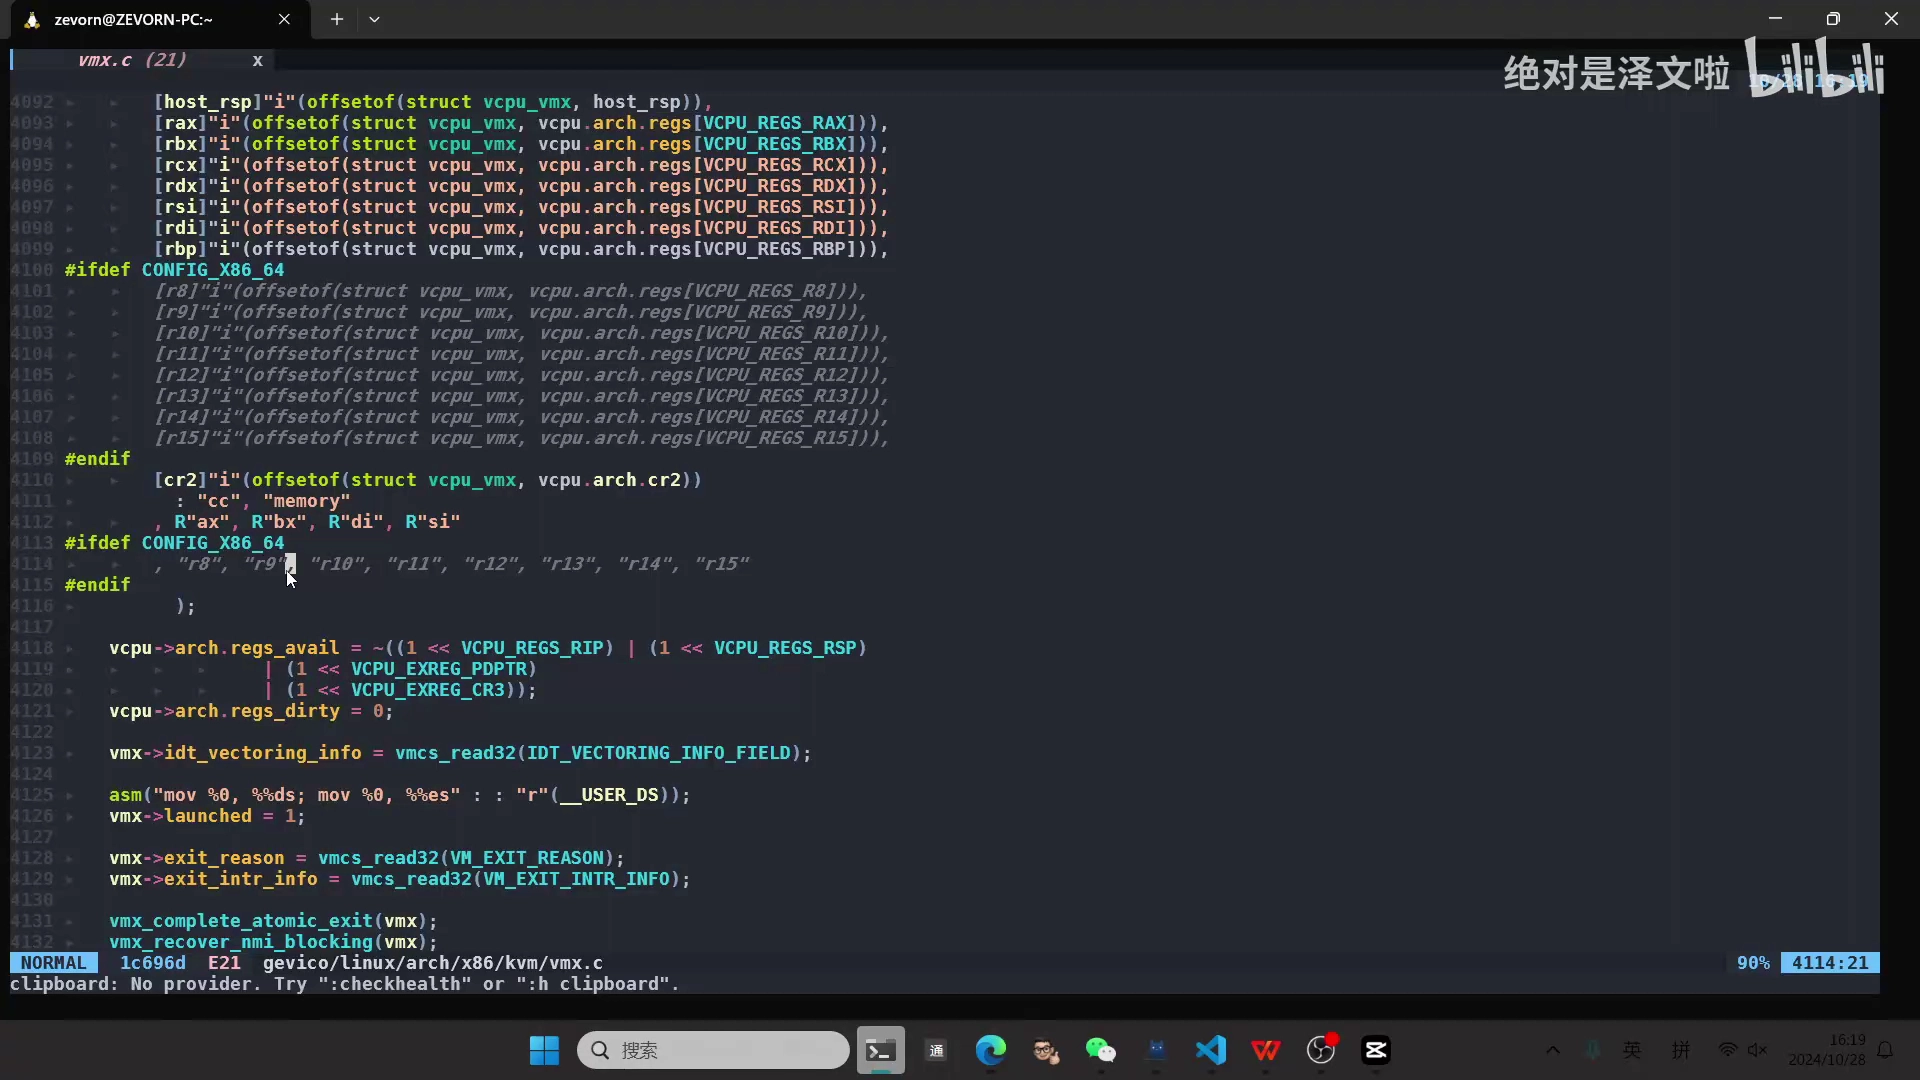 zevorn@ZEVORN-PC:~
vmx.c (21) x
绝对是泽文啦 bilibili
10/28 16:19
4092 [host_rsp]"i"(offsetof(struct vcpu_vmx, host_rsp)),
4093 [rax]"i"(offsetof(struct vcpu_vmx, vcpu.arch.regs[VCPU_REGS_RAX])),
4094 [rbx]"i"(offsetof(struct vcpu_vmx, vcpu.arch.regs[VCPU_REGS_RBX])),
4095 [rcx]"i"(offsetof(struct vcpu_vmx, vcpu.arch.regs[VCPU_REGS_RCX])),
4096 [rdx]"i"(offsetof(struct vcpu_vmx, vcpu.arch.regs[VCPU_REGS_RDX])),
4097 [rsi]"i"(offsetof(struct vcpu_vmx, vcpu.arch.regs[VCPU_REGS_RSI])),
4098 [rdi]"i"(offsetof(struct vcpu_vmx, vcpu.arch.regs[VCPU_REGS_RDI])),
4099 [rbp]"i"(offsetof(struct vcpu_vmx, vcpu.arch.regs[VCPU_REGS_RBP])),
4100 #ifdef CONFIG_X86_64
4101 [r8]"i"(offsetof(struct vcpu_vmx, vcpu.arch.regs[VCPU_REGS_R8])),
4102 [r9]"i"(offsetof(struct vcpu_vmx, vcpu.arch.regs[VCPU_REGS_R9])),
4103 [r10]"i"(offsetof(struct vcpu_vmx, vcpu.arch.regs[VCPU_REGS_R10])),
4104 [r11]"i"(offsetof(struct vcpu_vmx, vcpu.arch.regs[VCPU_REGS_R11])),
4105 [r12]"i"(offsetof(struct vcpu_vmx, vcpu.arch.regs[VCPU_REGS_R12])),
4106 [r13]"i"(offsetof(struct vcpu_vmx, vcpu.arch.regs[VCPU_REGS_R13])),
4107 [r14]"i"(offsetof(struct vcpu_vmx, vcpu.arch.regs[VCPU_REGS_R14])),
4108 [r15]"i"(offsetof(struct vcpu_vmx, vcpu.arch.regs[VCPU_REGS_R15])),
4109 #endif
4110 [cr2]"i"(offsetof(struct vcpu_vmx, vcpu.arch.cr2))
4111 : "cc", "memory"
4112 , R"ax", R"bx", R"di", R"si"
4113 #ifdef CONFIG_X86_64
4114 , "r8", "r9", "r10", "r11", "r12", "r13", "r14", "r15"
4115 #endif
4116 );
4117
4118 vcpu->arch.regs_avail = ~((1 << VCPU_REGS_RIP) | (1 << VCPU_REGS_RSP)
4119 | (1 << VCPU_EXREG_PDPTR)
4120 | (1 << VCPU_EXREG_CR3));
4121 vcpu->arch.regs_dirty = 0;
4122
4123 vmx->idt_vectoring_info = vmcs_read32(IDT_VECTORING_INFO_FIELD);
4124
4125 asm("mov %0, %%ds; mov %0, %%es" : : "r"(__USER_DS));
4126 vmx->launched = 1;
4127
4128 vmx->exit_reason = vmcs_read32(VM_EXIT_REASON);
4129 vmx->exit_intr_info = vmcs_read32(VM_EXIT_INTR_INFO);
4130
4131 vmx_complete_atomic_exit(vmx);
4132 vmx_recover_nmi_blocking(vmx);
NORMAL 1c696d E21 gevico/linux/arch/x86/kvm/vmx.c 90% 4114:21
clipboard: No provider. Try ":checkhealth" or ":h clipboard".
搜索 通 英 拼 16:19
2024/10/28